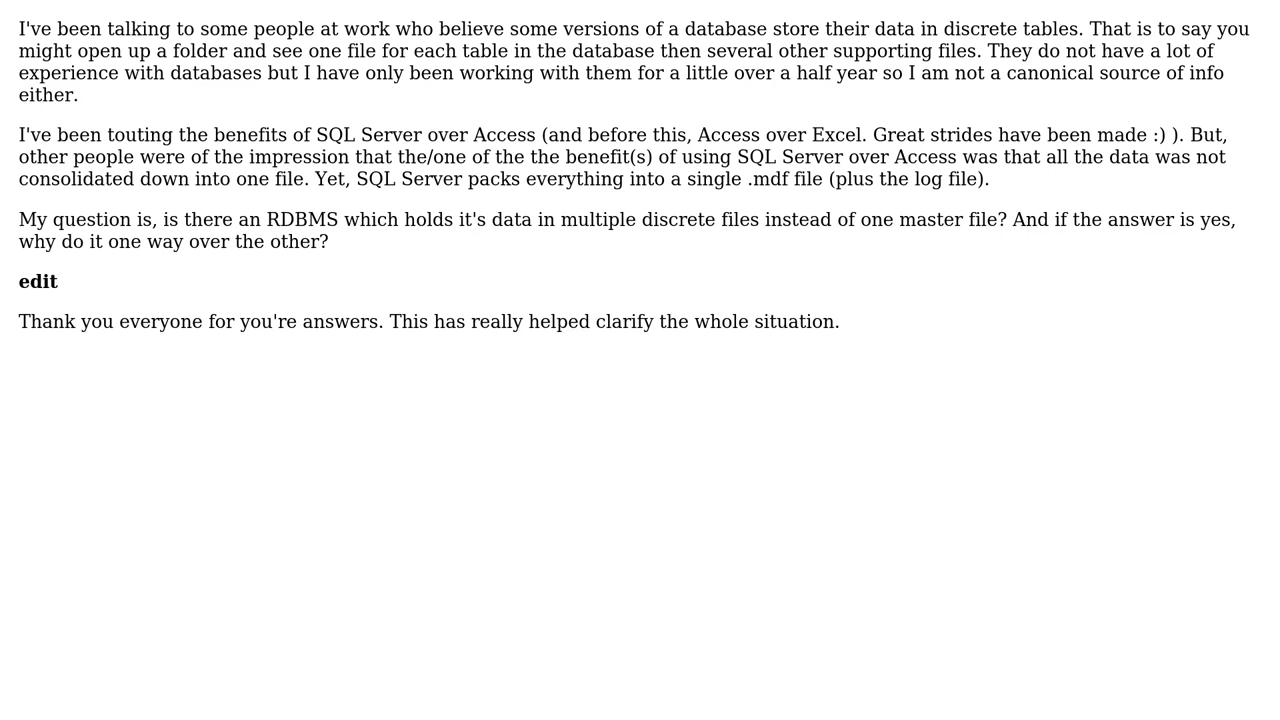 I've been talking to some people at work who believe some versions of a database store their data in discrete tables. That is to say you
might open up a folder and see one file for each table in the database then several other supporting files. They do not have a lot of
experience with databases but I have only been working with them for a little over a half year so I am not a canonical source of info
either.
I've been touting the benefits of SQL Server over Access (and before this, Access over Excel. Great strides have been made :) ). But,
other people were of the impression that the/one of the the benefit(s) of using SQL Server over Access was that all the data was not
consolidated down into one file. Yet, SQL Server packs everything into a single .mdf file (plus the log file).
My question is, is there an RDBMS which holds it's data in multiple discrete files instead of one master file? And if the answer is yes,
why do it one way over the other?
edit
Thank you everyone for you're answers. This has really helped clarify the whole situation.